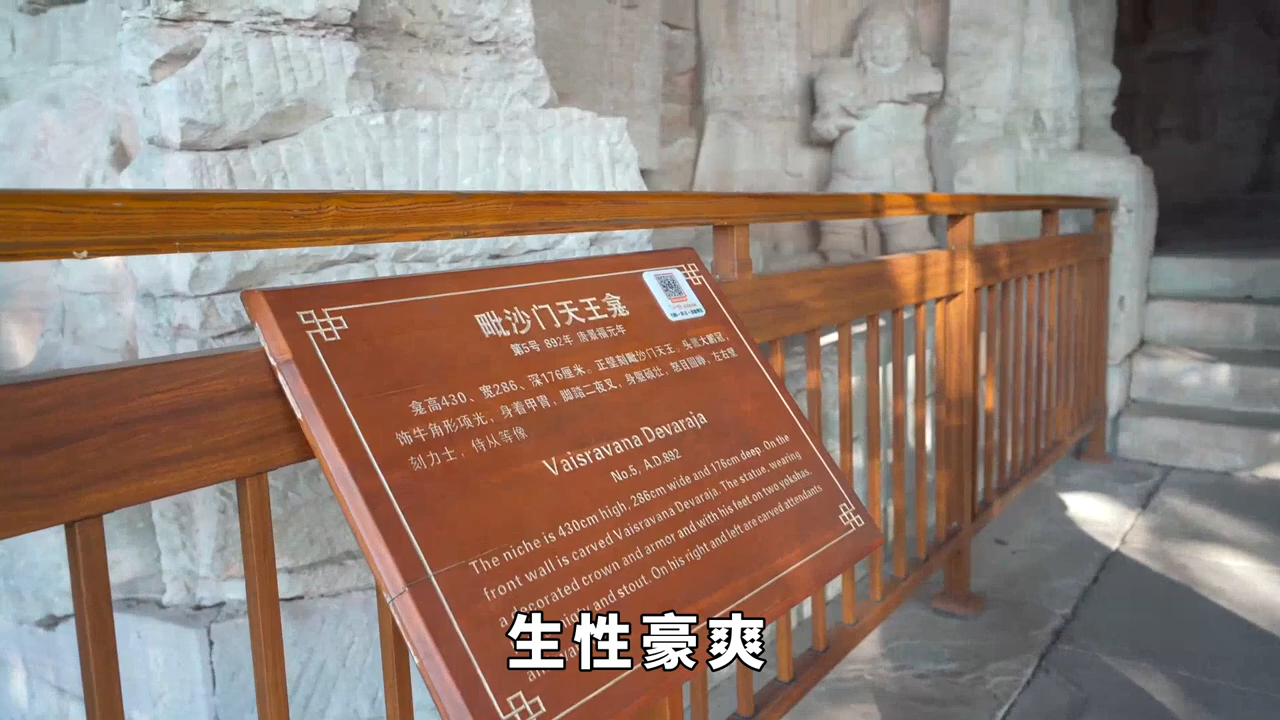 毗沙门天王龛
第5号 892年 唐景福元年
龛高430、宽286、深176厘米。正壁刻毗沙门天王。头戴大鹏冠,
饰牛角形项光,身着甲胄,脚踏二夜叉,身躯硕壮,怒目圆睁,左右壁
刻力士,侍从等像
Vaisravana Devaraja
No.5, A.D.892
The niche is 430cm high, 286cm wide and 176cm deep. On the
front wall is carved Vaisravana Devaraja. The statue, wearing
a decorated crown and armor and with his feet on two yokshas,
and stout. On his right and left are carved attendants
生性豪爽